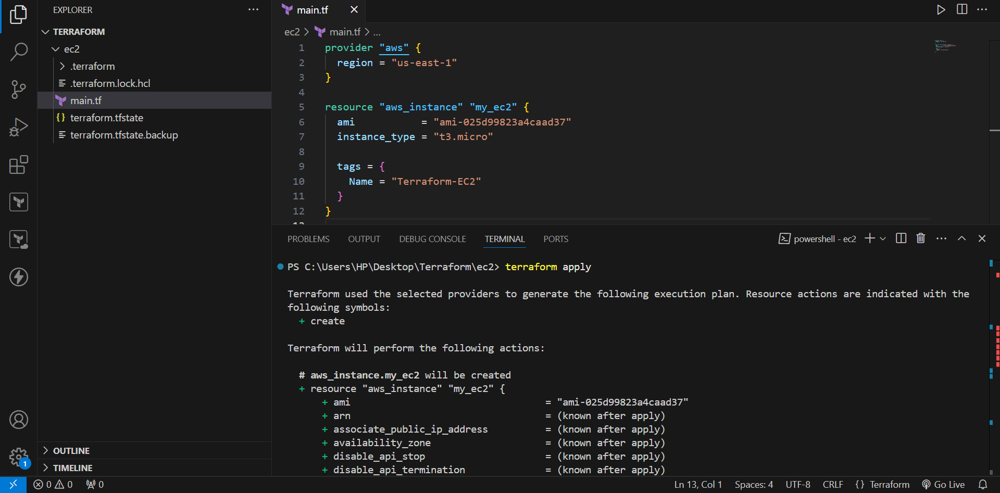 EXPLORER
TERRAFORM
ec2
.terraform
.terraform.lock.hcl
main.tf
terraform.tfstate
terraform.tfstate.backup
OUTLINE
TIMELINE
1
main.tf
ec2 > main.tf > ...
1 provider "aws" {
2 region = "us-east-1"
3 }
4
5 resource "aws_instance" "my_ec2" {
6 ami = "ami-025d99823a4caad37"
7 instance_type = "t3.micro"
8
9 tags = {
10 Name = "Terraform-EC2"
11 }
12 }
13
PROBLEMS OUTPUT DEBUG CONSOLE TERMINAL PORTS powershell - ec2
PS C:\Users\HP\Desktop\Terraform\ec2> terraform apply
Terraform used the selected providers to generate the following execution plan. Resource actions are indicated with the
following symbols:
+ create
Terraform will perform the following actions:
# aws_instance.my_ec2 will be created
+ resource "aws_instance" "my_ec2" {
+ ami = "ami-025d99823a4caad37"
+ arn = (known after apply)
+ associate_public_ip_address = (known after apply)
+ availability_zone = (known after apply)
+ disable_api_stop = (known after apply)
+ disable_api_termination = (known after apply)
0 0 0 Ln 13, Col 1 Spaces: 4 UTF-8 CRLF {} Terraform Go Live